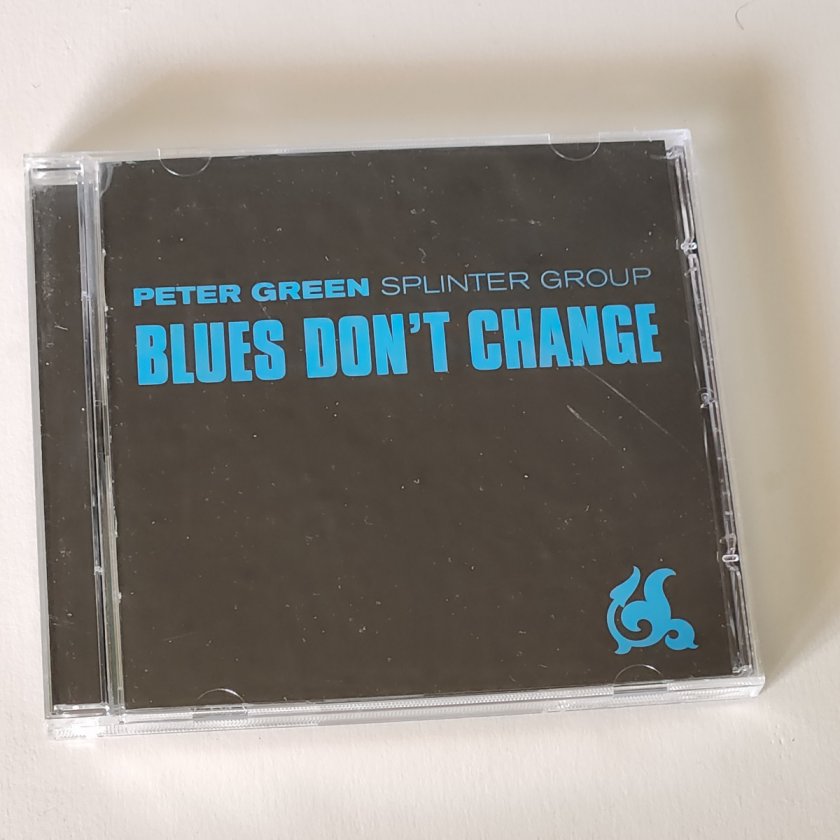 PETER GREEN SPLINTER GROUP
BLUES DON'T CHANGE